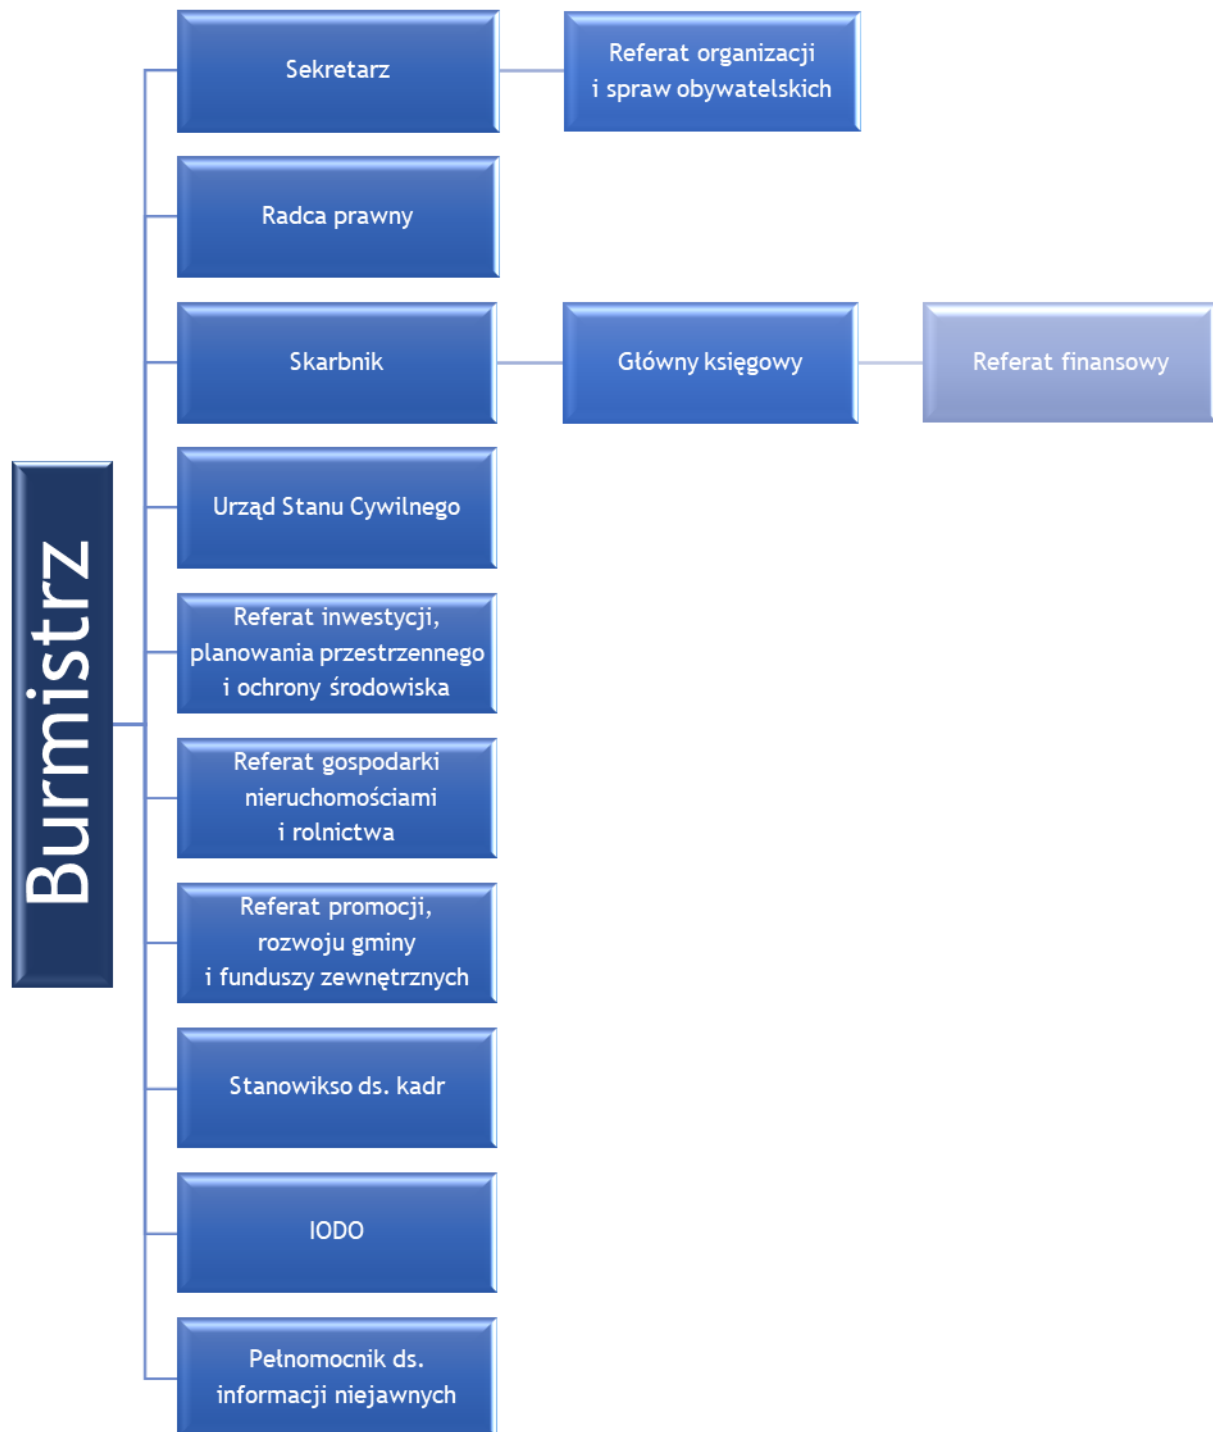 Burmistrz
Sekretarz
Referat organizacji
i spraw obywatelskich
Radca prawny
Skarbnik
Główny księgowy
Referat finansowy
Urząd Stanu Cywilnego
Referat inwestycji,
planowania przestrzennego
i ochrony środowiska
Referat gospodarki
nieruchomościami
i rolnictwa
Referat promocji,
rozwoju gminy
i funduszy zewnętrznych
Stanowikso ds. kadr
IODO
Pełnomocnik ds.
informacji niejawnych